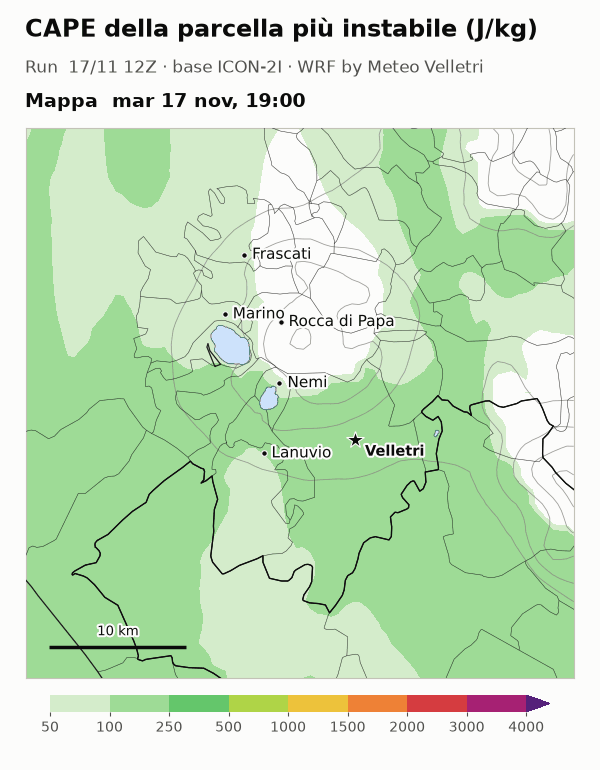 CAPE della parcella più instabile (J/kg)
Run  17/11 12Z · base ICON-2I · WRF by Meteo Velletri
Mappa  mar 17 nov, 19:00
Frascati
Marino
Rocca di Papa
Nemi
Velletri
Lanuvio
10 km
50 100 250 500 1000 1500 2000 3000 4000